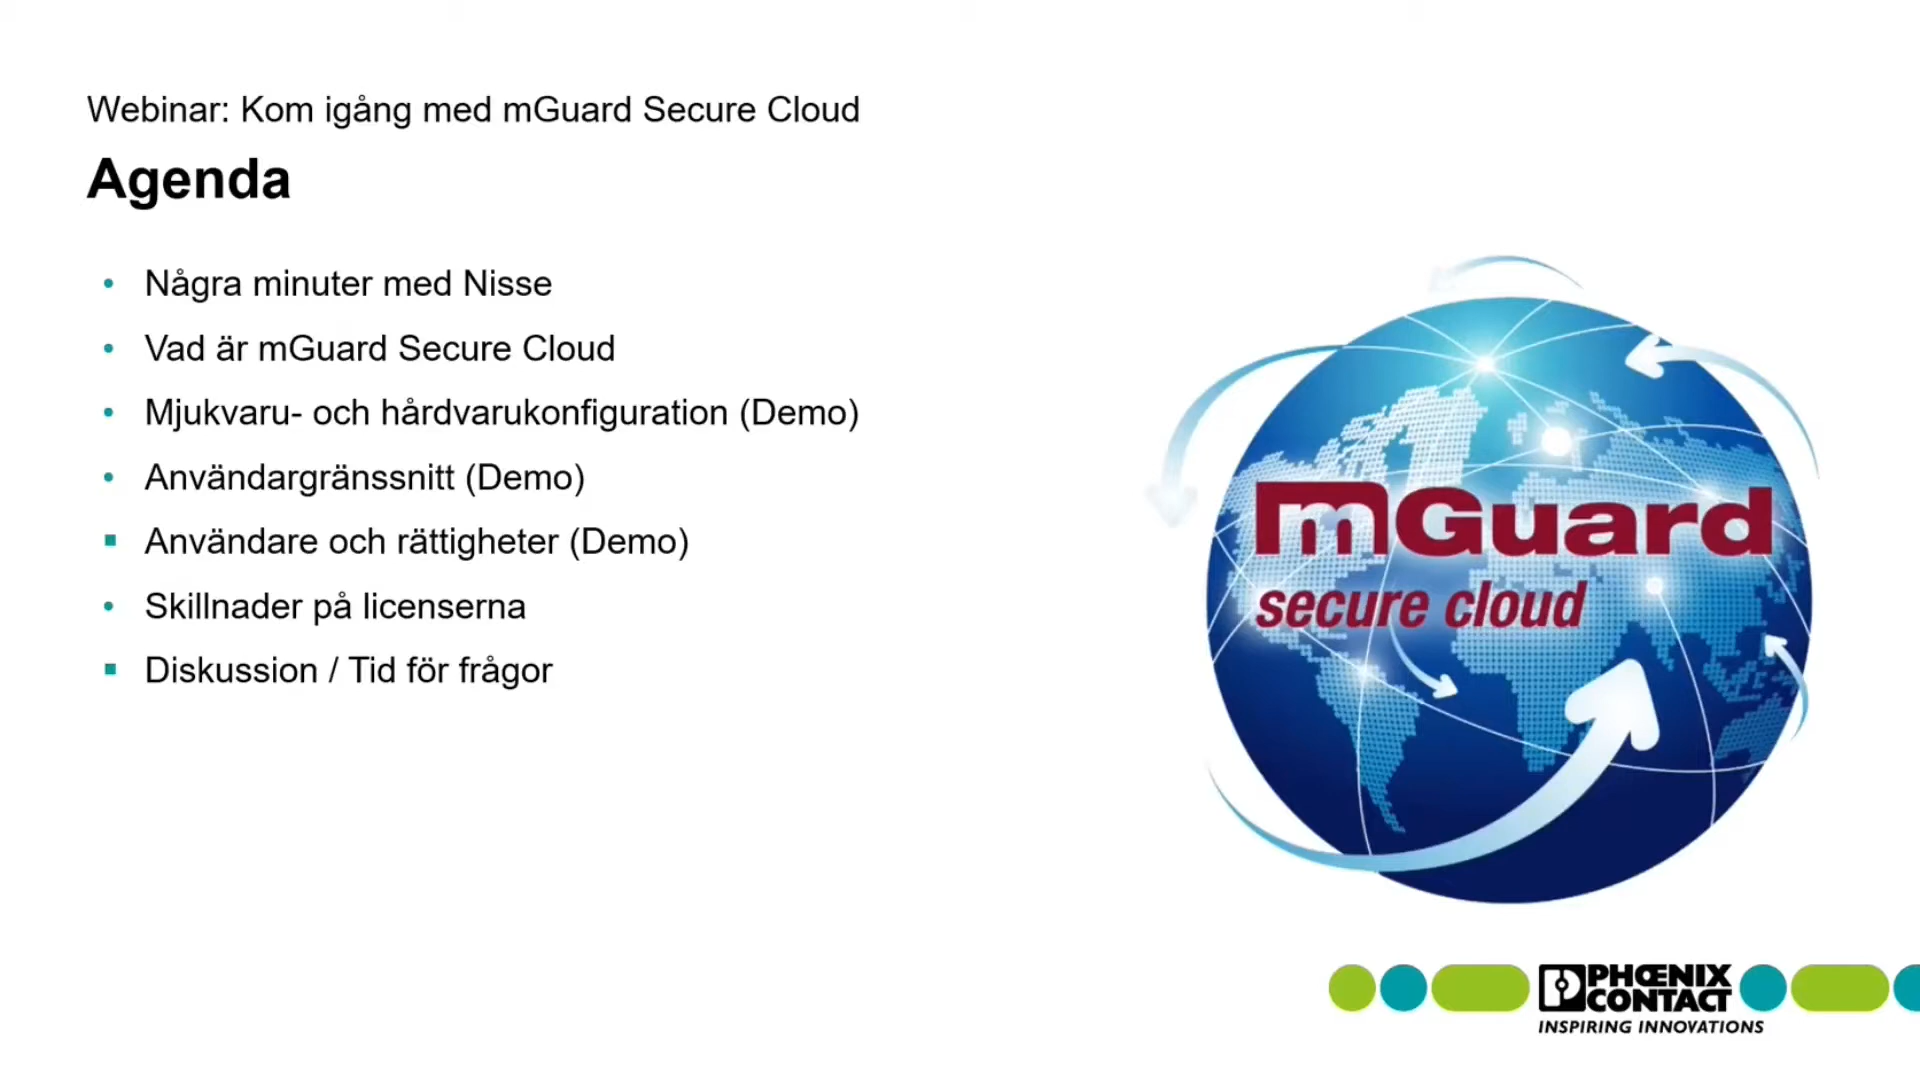 Webinar: Kom igång med mGuard Secure Cloud
Agenda
• Några minuter med Nisse
• Vad är mGuard Secure Cloud
• Mjukvaru- och hårdvarukonfiguration (Demo)
• Användargränssnitt (Demo)
▪ Användare och rättigheter (Demo)
• Skillnader på licenserna
▪ Diskussion / Tid för frågor
mGuard
secure cloud
PHŒNIX
CONTACT
INSPIRING INNOVATIONS